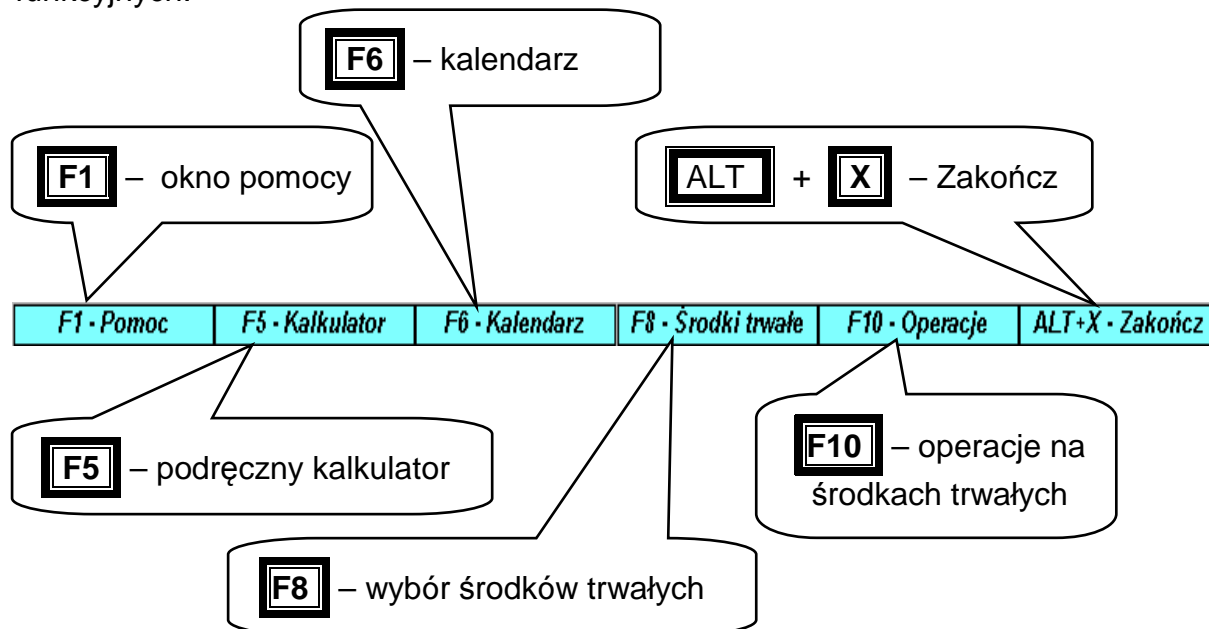 F6 – kalendarz
F1 – okno pomocy
ALT + X – Zakończ
F1 - Pomoc F5 - Kalkulator F6 - Kalendarz F8 - Środki trwałe F10 - Operacje ALT+X - Zakończ
F5 – podręczny kalkulator
F10 – operacje na
środkach trwałych
F8 – wybór środków trwałych